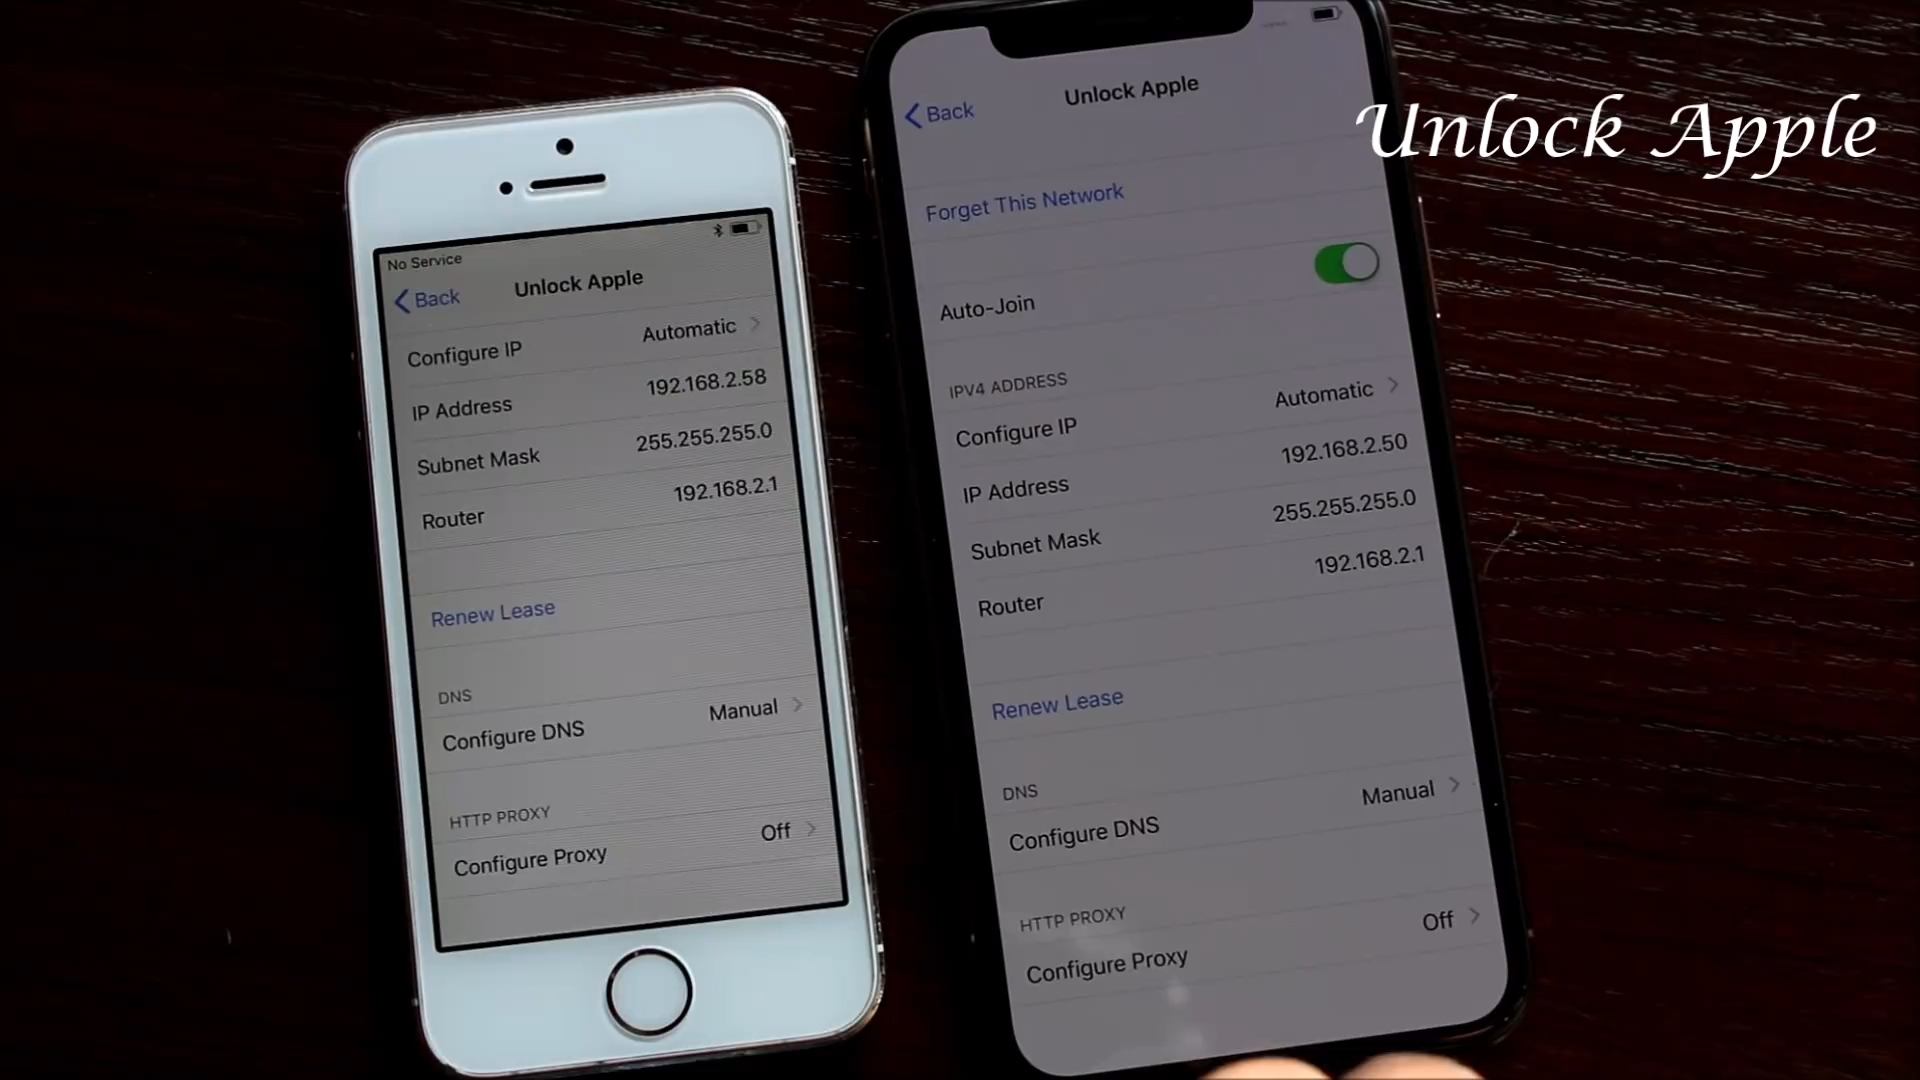 Unlock Apple
No Service
Back Unlock Apple
Configure IP Automatic
IP Address 192.168.2.58
Subnet Mask 255.255.255.0
Router 192.168.2.1
Renew Lease
DNS
Configure DNS Manual
HTTP PROXY
Configure Proxy Off
Back Unlock Apple
Forget This Network
Auto-Join
IPV4 ADDRESS
Configure IP Automatic
IP Address 192.168.2.50
Subnet Mask 255.255.255.0
Router 192.168.2.1
Renew Lease
DNS
Configure DNS Manual
HTTP PROXY
Configure Proxy Off